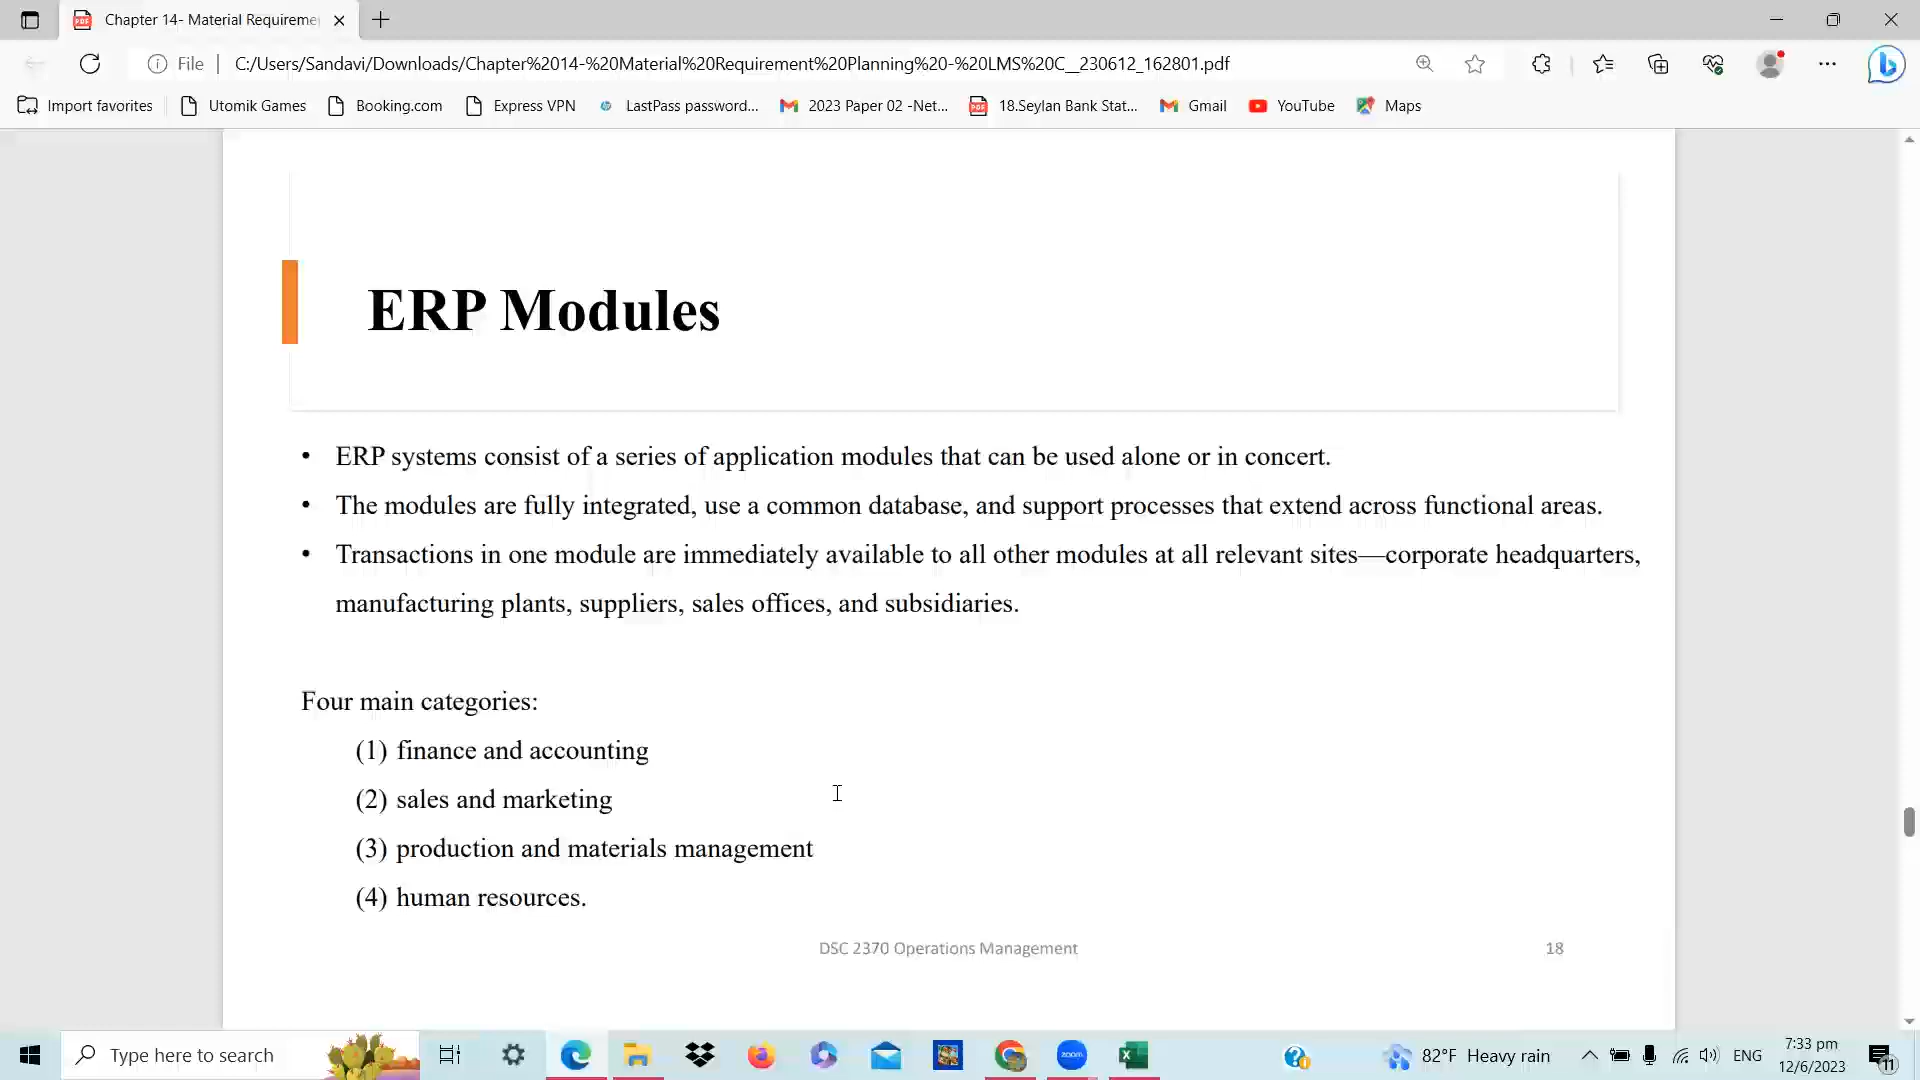 Chapter 14- Material Requireme
File
C:/Users/Sandavi/Downloads/Chapter%2014-%20Material%20Requirement%20Planning%20-%20LMS%20C__230612_162801.pdf
Import favorites
Utomik Games
Booking.com
Express VPN
LastPass password...
2023 Paper 02 -Net...
18.Seylan Bank Stat...
Gmail
YouTube
Maps
ERP Modules
• ERP systems consist of a series of application modules that can be used alone or in concert.
• The modules are fully integrated, use a common database, and support processes that extend across functional areas.
• Transactions in one module are immediately available to all other modules at all relevant sites—corporate headquarters,
manufacturing plants, suppliers, sales offices, and subsidiaries.
Four main categories:
(1) finance and accounting
(2) sales and marketing
(3) production and materials management
(4) human resources.
DSC 2370 Operations Management
18
Type here to search
zoom
82°F Heavy rain
ENG
7:33 pm
12/6/2023
11